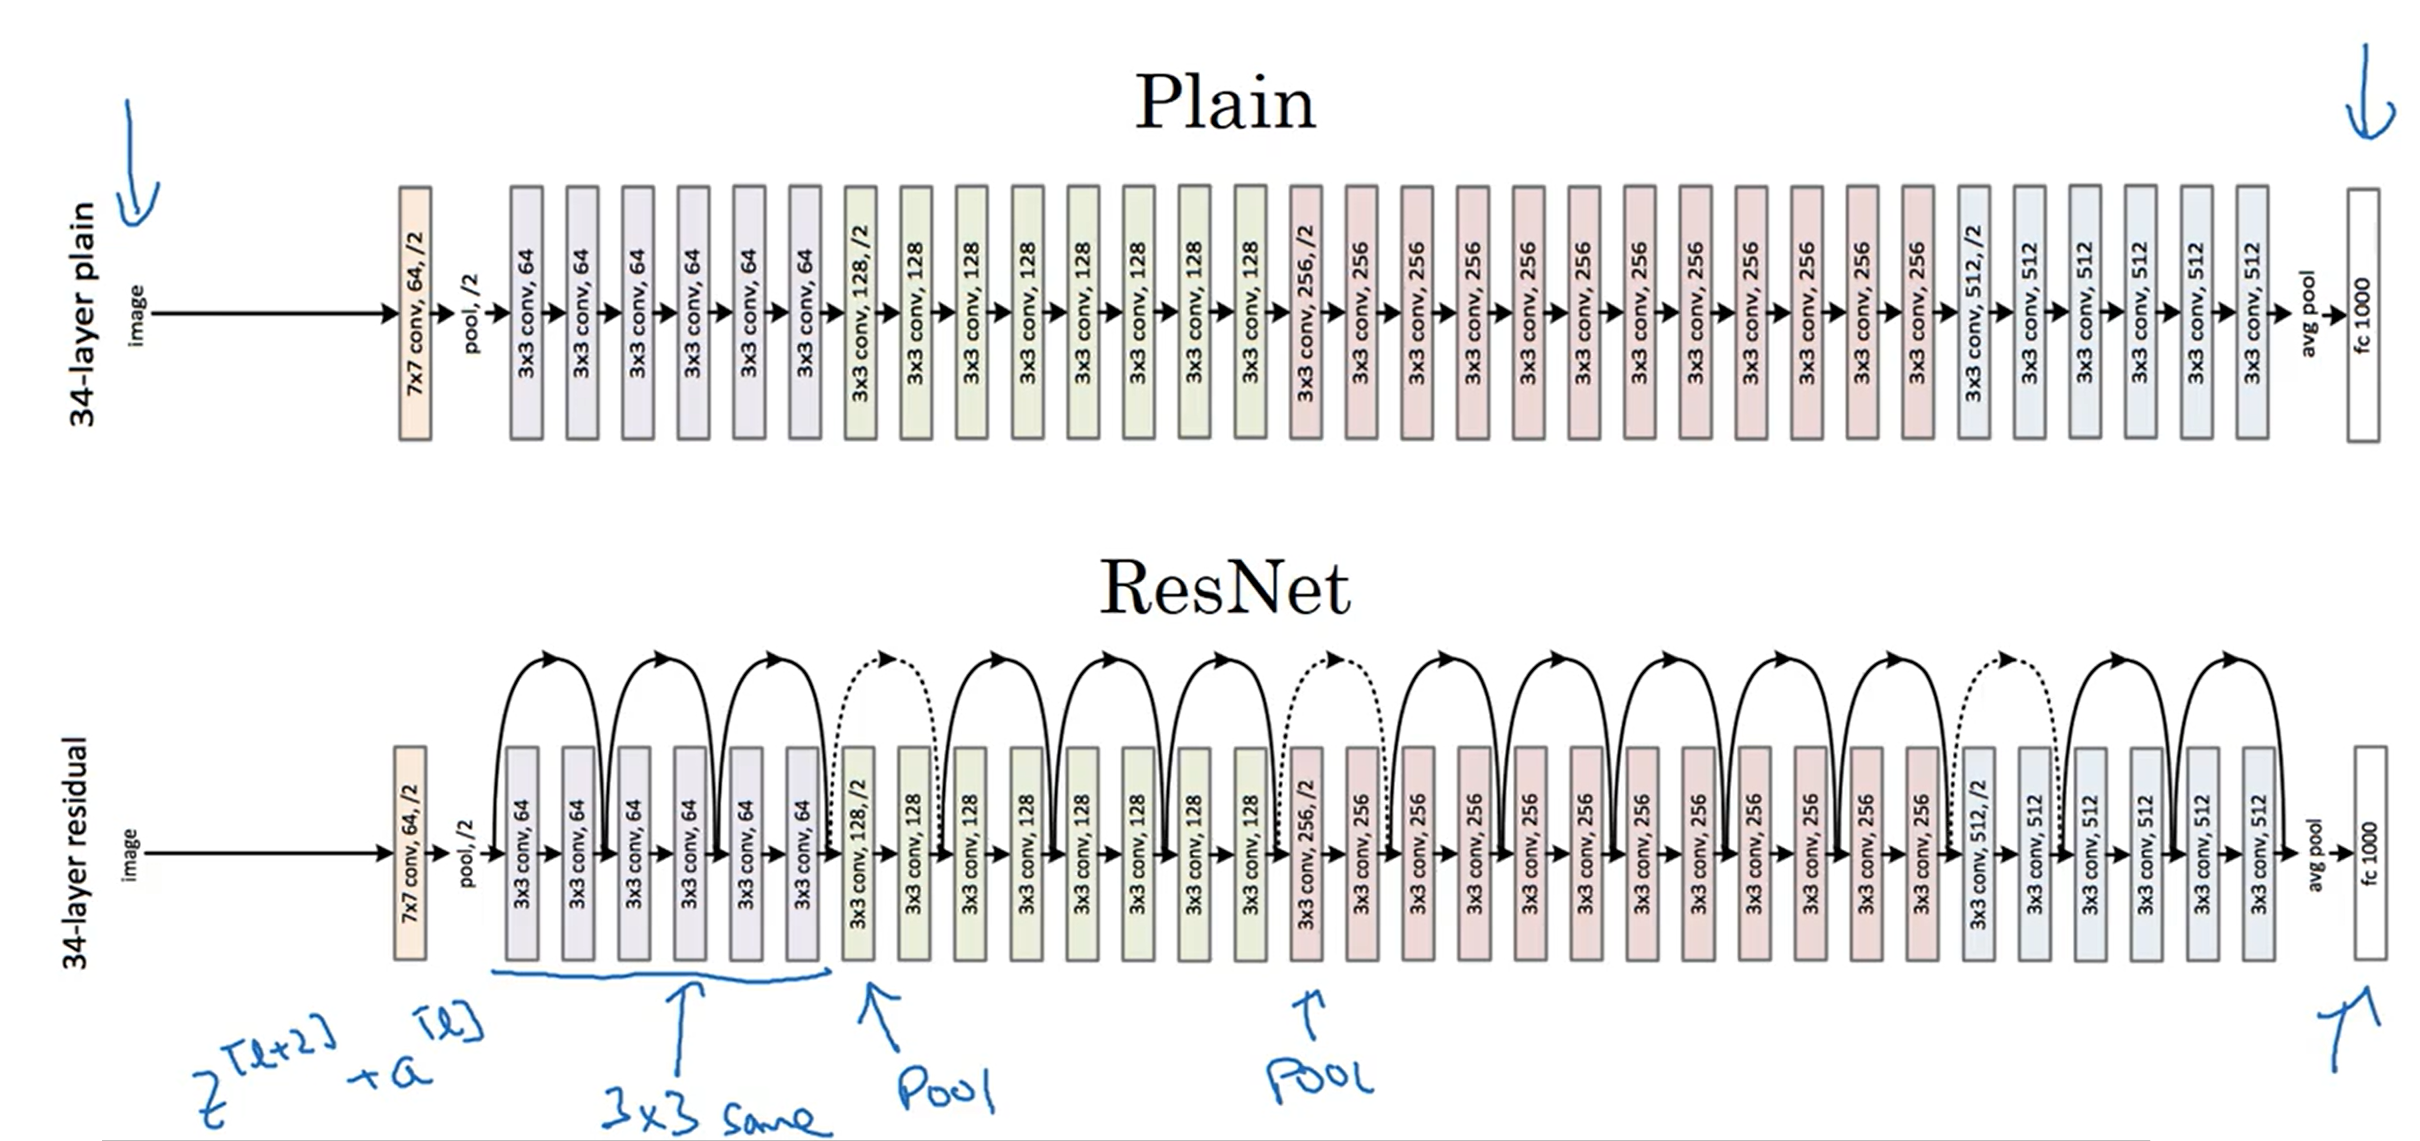 Plain
34-layer plain
image
7x7 conv, 64, /2
pool, /2
3x3 conv, 64
3x3 conv, 64
3x3 conv, 64
3x3 conv, 64
3x3 conv, 64
3x3 conv, 64
3x3 conv, 128, /2
3x3 conv, 128
3x3 conv, 128
3x3 conv, 128
3x3 conv, 128
3x3 conv, 128
3x3 conv, 128
3x3 conv, 128
3x3 conv, 256, /2
3x3 conv, 256
3x3 conv, 256
3x3 conv, 256
3x3 conv, 256
3x3 conv, 256
3x3 conv, 256
3x3 conv, 256
3x3 conv, 256
3x3 conv, 256
3x3 conv, 256
3x3 conv, 256
3x3 conv, 512, /2
3x3 conv, 512
3x3 conv, 512
3x3 conv, 512
3x3 conv, 512
3x3 conv, 512
avg pool
fc 1000
ResNet
34-layer residual
image
7x7 conv, 64, /2
pool, /2
3x3 conv, 64
3x3 conv, 64
3x3 conv, 64
3x3 conv, 64
3x3 conv, 64
3x3 conv, 64
3x3 conv, 128, /2
3x3 conv, 128
3x3 conv, 128
3x3 conv, 128
3x3 conv, 128
3x3 conv, 128
3x3 conv, 128
3x3 conv, 128
3x3 conv, 256, /2
3x3 conv, 256
3x3 conv, 256
3x3 conv, 256
3x3 conv, 256
3x3 conv, 256
3x3 conv, 256
3x3 conv, 256
3x3 conv, 256
3x3 conv, 256
3x3 conv, 256
3x3 conv, 256
3x3 conv, 512, /2
3x3 conv, 512
3x3 conv, 512
3x3 conv, 512
3x3 conv, 512
3x3 conv, 512
avg pool
fc 1000
z^[l+2] + a^[l]
3x3 same
Pool
Pool